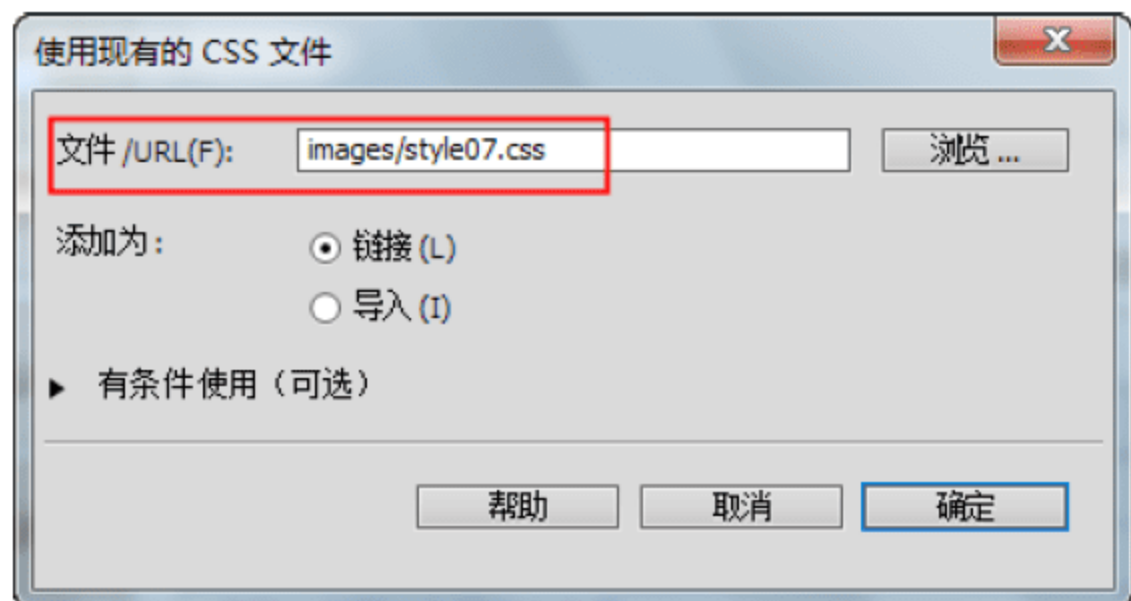 使用现有的 CSS 文件
文件 /URL(F): images/style07.css 浏览 ...
添加为 : 链接 (L)
导入 (I)
有条件使用（可选）
帮助 取消 确定